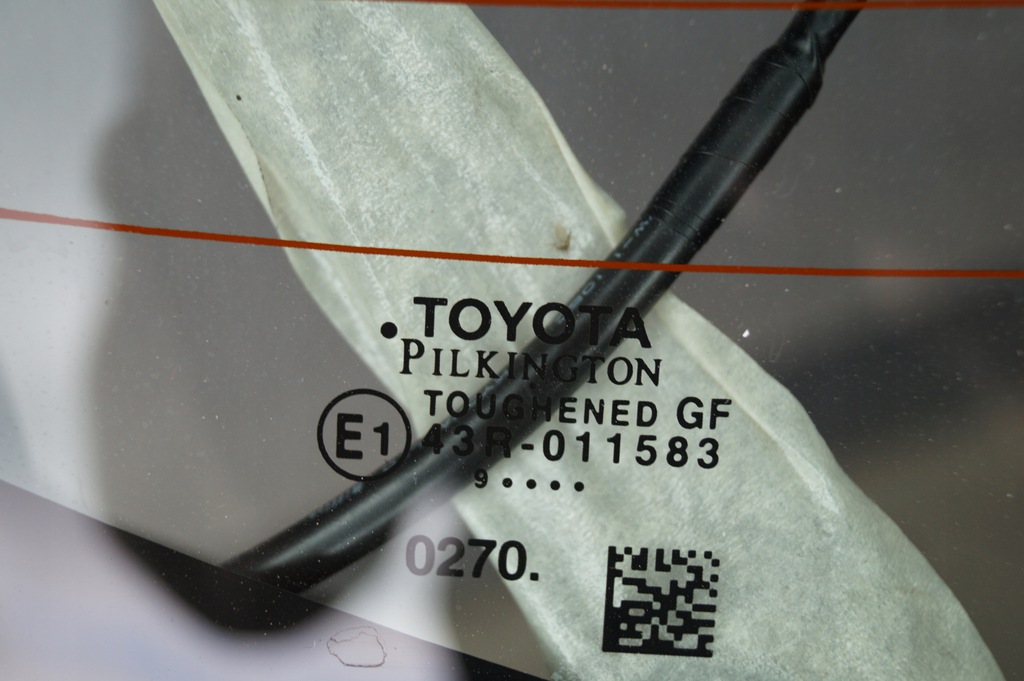 •TOYOTA
PILKINGTON
TOUGHENED GF
E1 43R-011583
9 • • • •
0270.